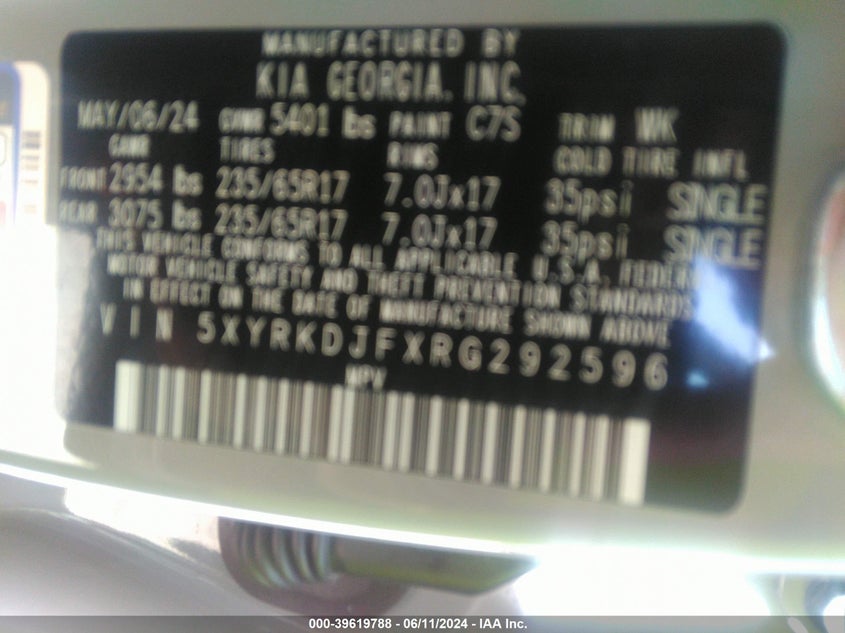 MANUFACTURED BY
KIA GEORGIA, INC.
MAY/06/24 GVWR 5401 lbs PAINT C7S TRIM WK
GAWR TIRES RIMS COLD TIRE INFL
FRONT 2954 lbs 235/65R17 7.0Jx17 35psi SINGLE
REAR 3075 lbs 235/65R17 7.0Jx17 35psi SINGLE
THIS VEHICLE CONFORMS TO ALL APPLICABLE U.S.A. FEDERAL
MOTOR VEHICLE SAFETY AND THEFT PREVENTION STANDARDS
IN EFFECT ON THE DATE OF MANUFACTURE SHOWN ABOVE
VIN 5XYRKDJFXRG292596
MPV
000-39619788 - 06/11/2024 - IAA Inc.